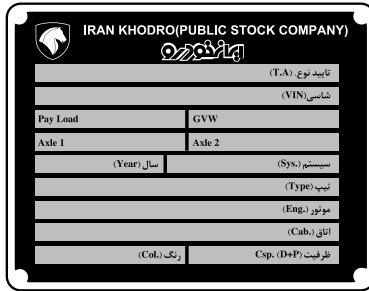 IRAN KHODRO(PUBLIC STOCK COMPANY)
ایران خودرو
تایید نوع. (T.A)
شاسی(VIN)
Pay Load GVW
Axle 1 Axle 2
سیستم (Sys.) سال (Year)
تیپ (Type)
موتور (Eng.)
اتاق (Cab.)
ظرفیت Csp. (D+P) رنگ (Col.)